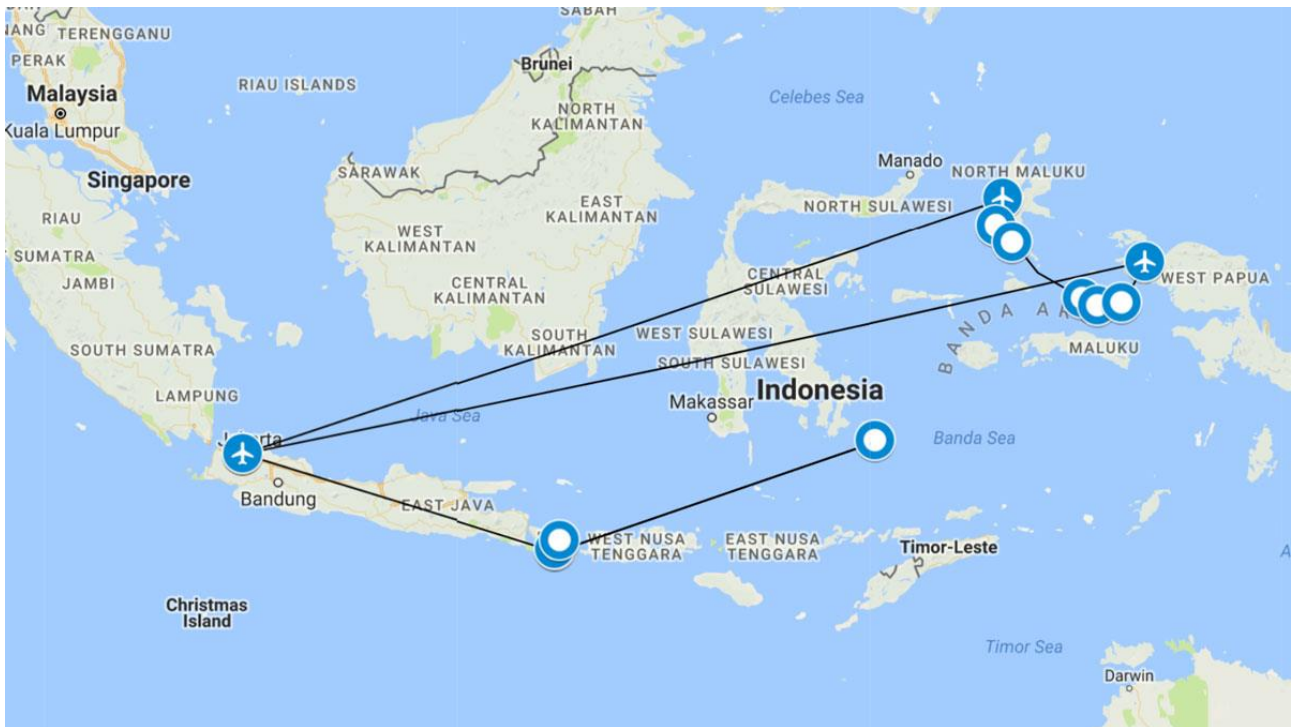 SABAH
TERENGGANU
PERAK
Malaysia
Kuala Lumpur
RIAU ISLANDS
Brunei
NORTH
KALIMANTAN
Celebes Sea
Singapore
SARAWAK
Manado
NORTH MALUKU
RIAU
WEST
KALIMANTAN
EAST
KALIMANTAN
NORTH SULAWESI
SUMATRA
JAMBI
CENTRAL
KALIMANTAN
CENTRAL
SULAWESI
WEST PAPUA
SOUTH SUMATRA
SOUTH
KALIMANTAN
WEST SULAWESI
SOUTH SULAWESI
BANDA
MALUKU
LAMPUNG
Indonesia
Makassar
Java Sea
Banda Sea
Bandung
EAST JAVA
WEST NUSA
TENGGARA
EAST NUSA
TENGGARA
Timor-Leste
Christmas
Island
Timor Sea
Darwin